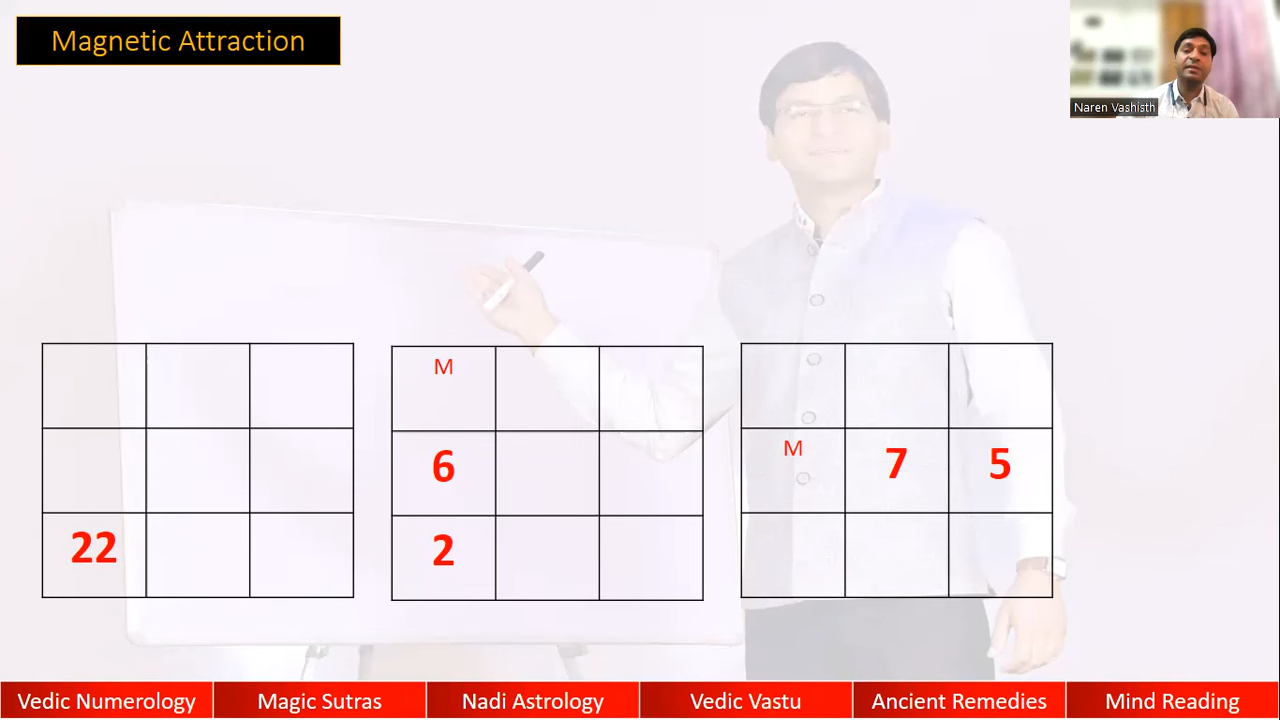 Magnetic Attraction
Naren Vashisth
M
M
6 7 5
22 2
Vedic Numerology Magic Sutras Nadi Astrology Vedic Vastu Ancient Remedies Mind Reading